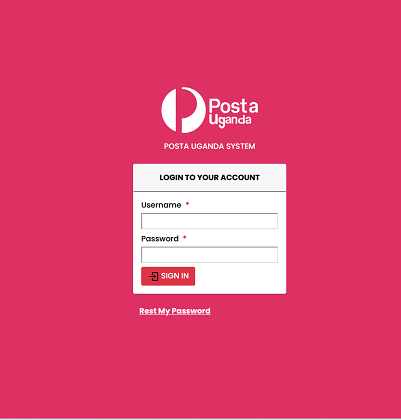 Posta
Uganda
POSTA UGANDA SYSTEM
LOGIN TO YOUR ACCOUNT
Username *
Password *
SIGN IN
Rest My Password